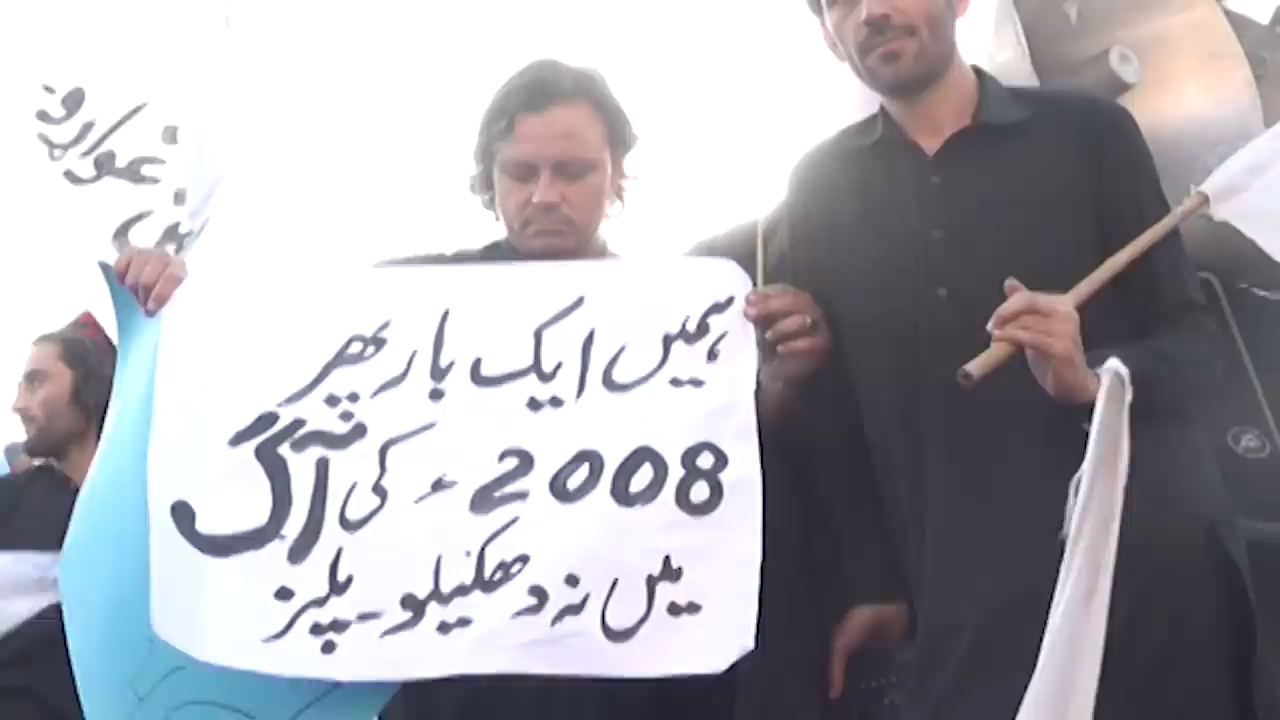 ہمیں ایک بار پھر
2008ء کی آگ
میں نہ دھکیلو۔ پلیز